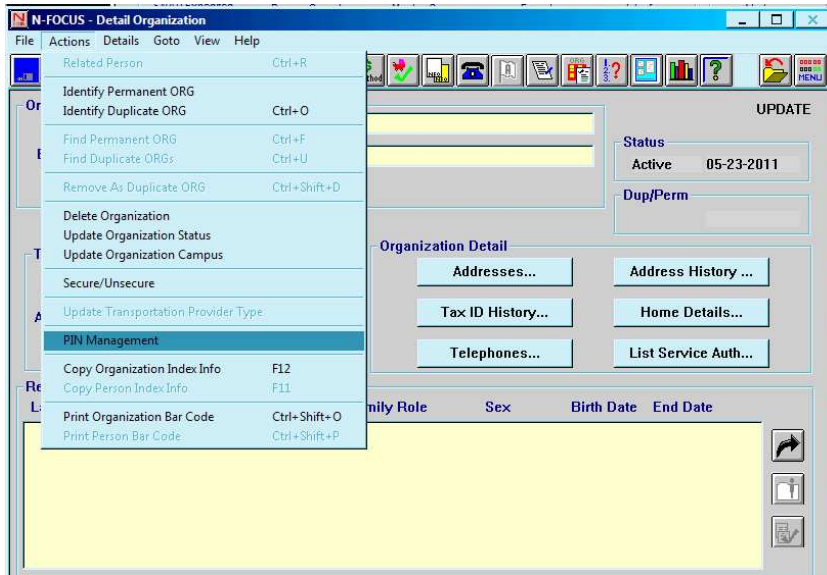 N-FOCUS - Detail Organization
File Actions Details Goto View Help
MENU
Related Person Ctrl+R
Identify Permanent ORG
Identify Duplicate ORG Ctrl+O
Find Permanent ORG Ctrl+F
Find Duplicate ORGs Ctrl+U
Remove As Duplicate ORG Ctrl+Shift+D
Delete Organization
Update Organization Status
Update Organization Campus
Secure/Unsecure
Update Transportation Provider Type
PIN Management
Copy Organization Index Info F12
Copy Person Index Info F11
Print Organization Bar Code Ctrl+Shift+O
Print Person Bar Code Ctrl+Shift+P
UPDATE
Status
Active 05-23-2011
Dup/Perm
Organization Detail
Addresses... Address History ...
Tax ID History... Home Details...
Telephones... List Service Auth...
mily Role Sex Birth Date End Date